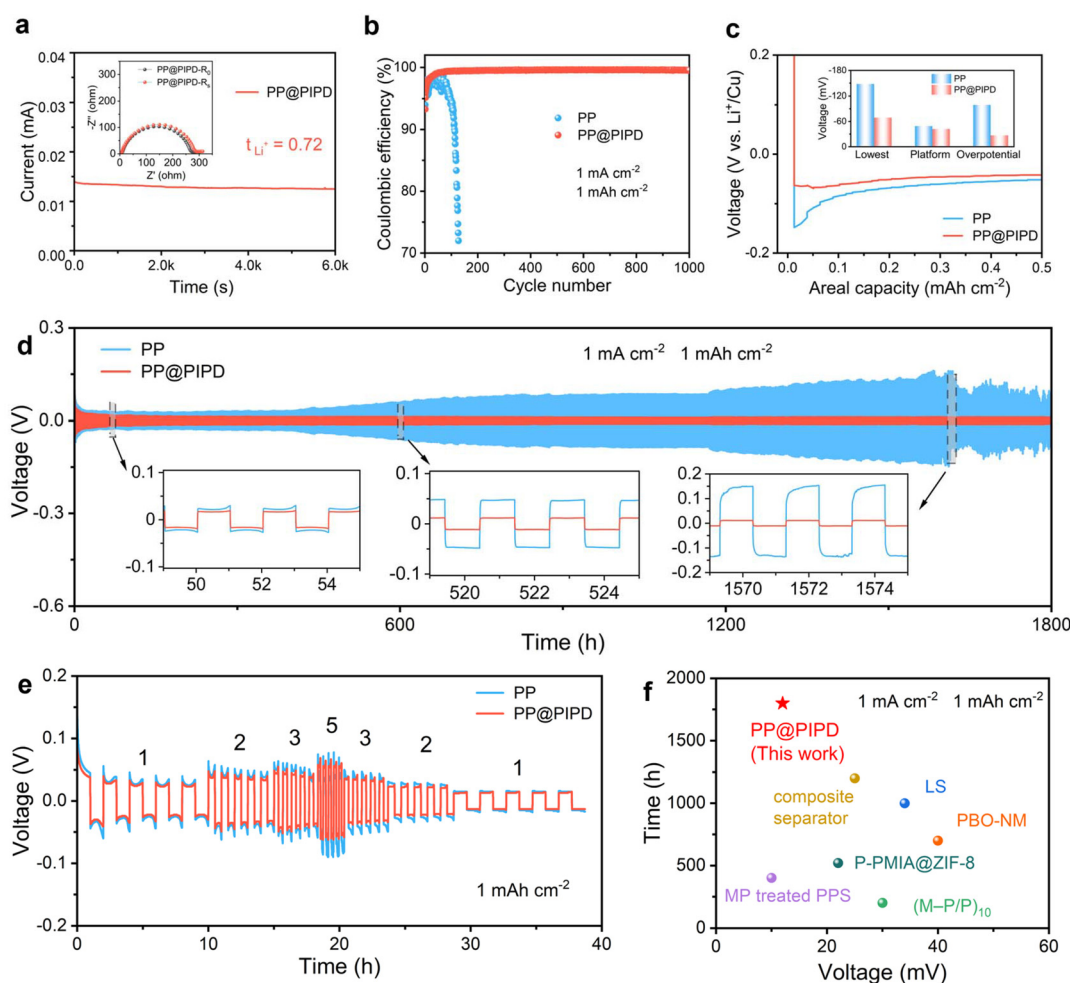 a
0.04
0.03
0.02
0.01
0.00
Current (mA)
0.0
2.0k
4.0k
6.0k
Time (s)
PP@PIPD
t Li⁺ = 0.72
300
200
100
0
-Z'' (ohm)
0
100
200
300
Z' (ohm)
PP@PIPD-R₀
PP@PIPD-Rₛ
b
100
90
80
70
Coulombic efficiency (%)
0
200
400
600
800
1000
Cycle number
PP
PP@PIPD
1 mA cm⁻²
1 mAh cm⁻²
c
0.2
0.0
-0.2
Voltage (V vs. Li⁺/Cu)
0.0
0.1
0.2
0.3
0.4
0.5
Areal capacity (mAh cm⁻²)
PP
PP@PIPD
-180
-120
-60
0
Voltage (mV)
PP
PP@PIPD
Lowest
Platform
Overpotential
d
0.3
0.0
-0.3
-0.6
Voltage (V)
PP
PP@PIPD
1 mA cm⁻² 1 mAh cm⁻²
0.1
0
-0.1
50
52
54
0.1
0
-0.1
520
522
524
0.2
0.1
0.0
-0.1
-0.2
1570
1572
1574
0
600
1200
1800
Time (h)
e
0.2
0.1
0.0
-0.1
-0.2
Voltage (V)
PP
PP@PIPD
1
2
3
5
3
2
1
1 mAh cm⁻²
0
10
20
30
40
Time (h)
f
2000
1500
1000
500
0
Time (h)
1 mA cm⁻² 1 mAh cm⁻²
PP@PIPD
(This work)
composite
separator
LS
PBO-NM
P-PMIA@ZIF-8
MP treated PPS
(M–P/P)₁₀
0
20
40
60
Voltage (mV)